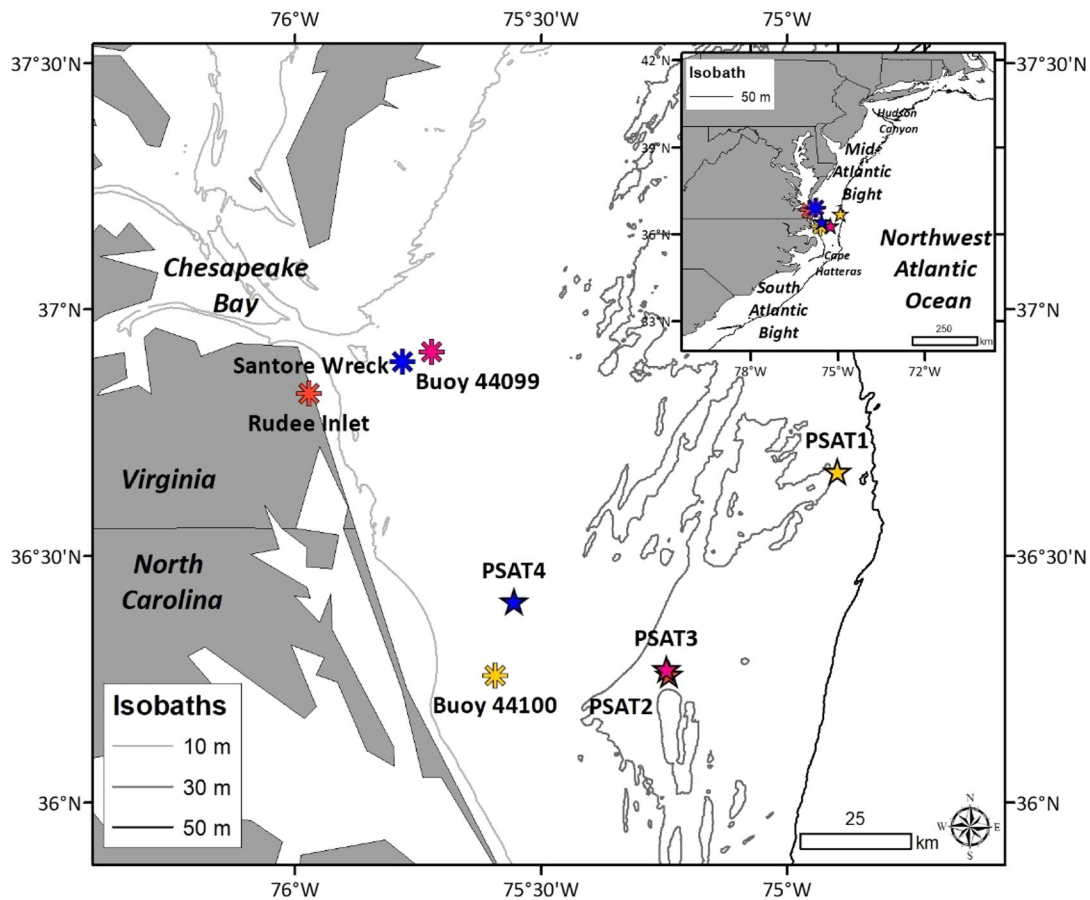 76°W
75°30'W
75°W
37°30'N
37°30'N
Isobath
50 m
42°N
39°N
36°N
33°N
78°W
75°W
72°W
Hudson
Canyon
Mid-
Atlantic
Bight
Northwest
Atlantic
Ocean
Cape
Hatteras
South
Atlantic
Bight
250
km
Chesapeake
Bay
37°N
37°N
Santore Wreck
Buoy 44099
Rudee Inlet
PSAT1
Virginia
36°30'N
36°30'N
North
Carolina
PSAT4
PSAT3
PSAT2
Buoy 44100
Isobaths
10 m
30 m
50 m
36°N
36°N
25
km
N
W
E
S
76°W
75°30'W
75°W